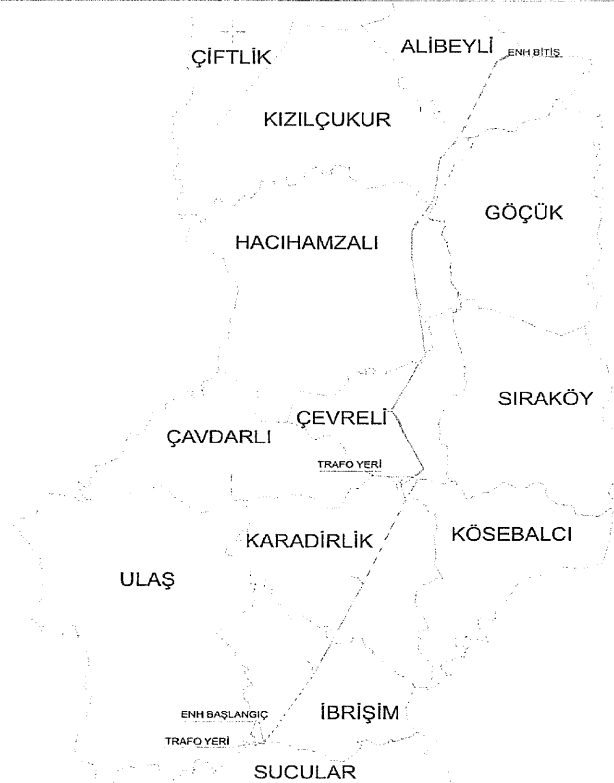 ALİBEYLİ
ENH BİTİŞ
ÇİFTLİK
KIZILÇUKUR
GÖÇÜK
HACIHAMZALI
SIRAKÖY
ÇEVRELİ
ÇAVDARLI
TRAFO YERİ
KÖSEBALCI
KARADİRLİK
ULAŞ
İBRİŞİM
ENH BAŞLANGIÇ
TRAFO YERİ
SUCULAR